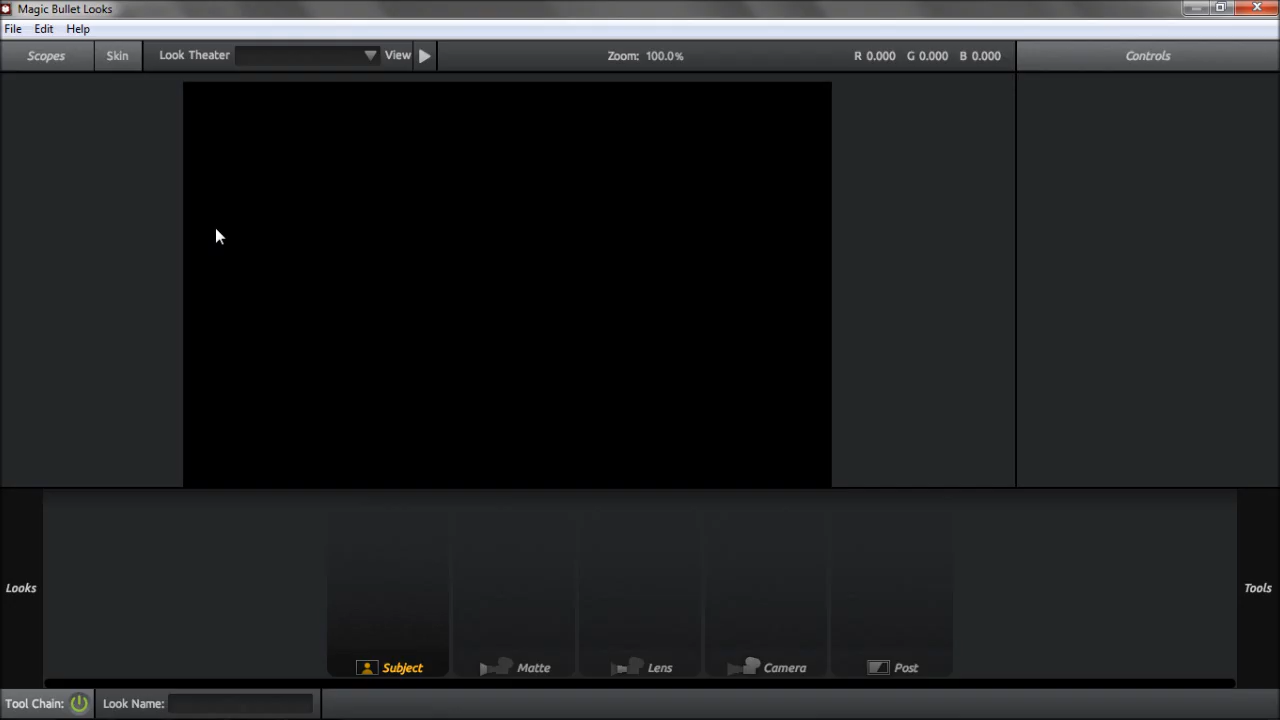 Magic Bullet Looks
File Edit Help
Scopes Skin Look Theater View Zoom: 100.0% R 0.000 G 0.000 B 0.000 Controls
Looks Tools
Subject Matte Lens Camera Post
Tool Chain: Look Name: